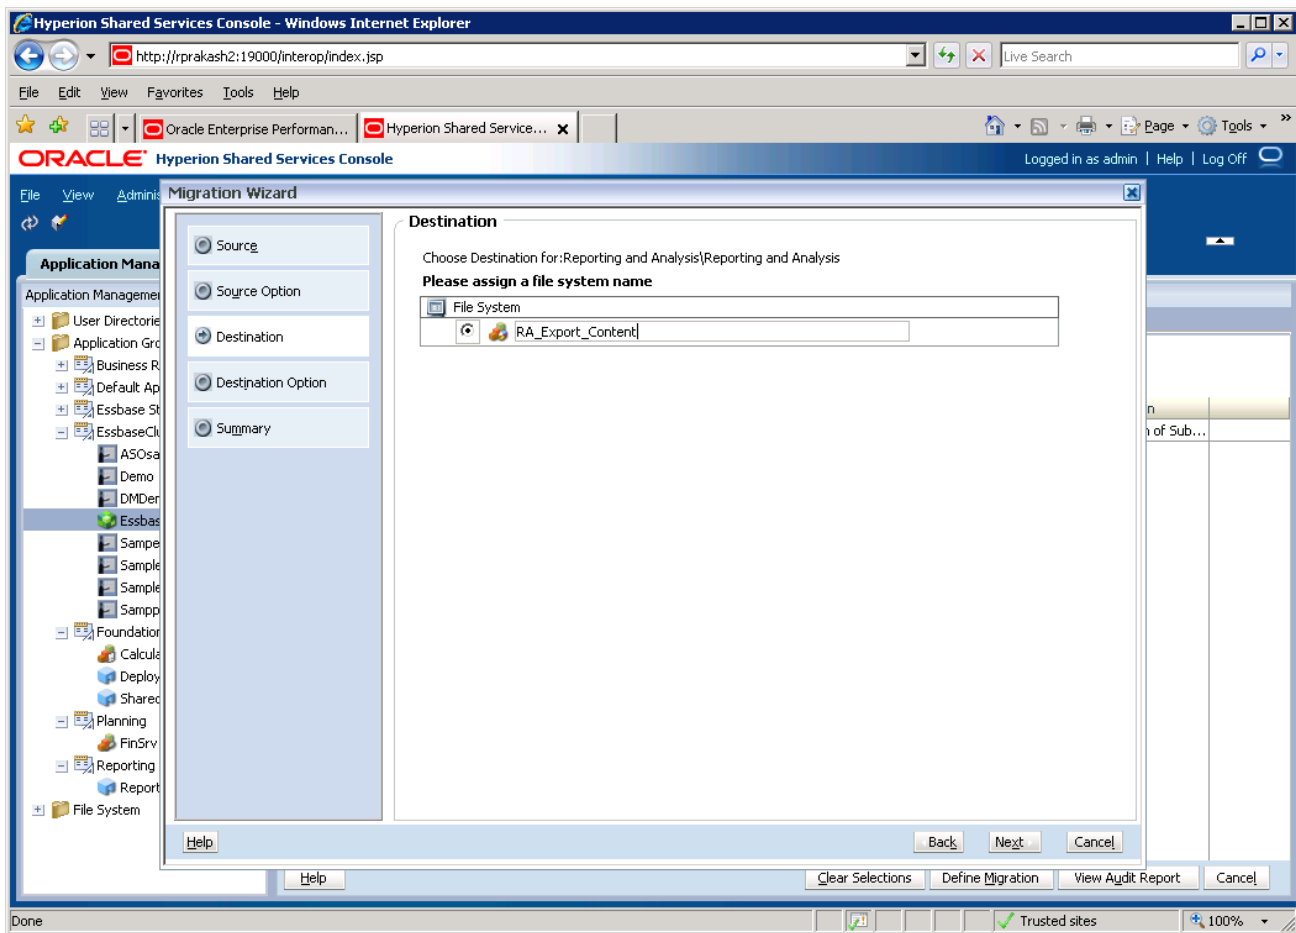 Hyperion Shared Services Console - Windows Internet Explorer
http://rprakash2:19000/interop/index.jsp
Live Search
File Edit View Favorites Tools Help
Oracle Enterprise Performan... Hyperion Shared Service... Page Tools »
ORACLE Hyperion Shared Services Console Logged in as admin | Help | Log Off
File View Adminis
Migration Wizard
Application Mana
Application Managemen
User Directorie
Application Gro
Business R
Default Ap
Essbase St
EssbaseClu
ASOsa
Demo
DMDer
Essbas
Sampe
Sample
Sample
Sampp
Foundation
Calcula
Deploy
Shared
Planning
FinSrv
Reporting
Report
File System
Source
Source Option
Destination
Destination Option
Summary
Destination
Choose Destination for:Reporting and Analysis\Reporting and Analysis
Please assign a file system name
File System
RA_Export_Content
n
of Sub...
Help Back Next Cancel
Help Clear Selections Define Migration View Audit Report Cancel
Done Trusted sites 100%